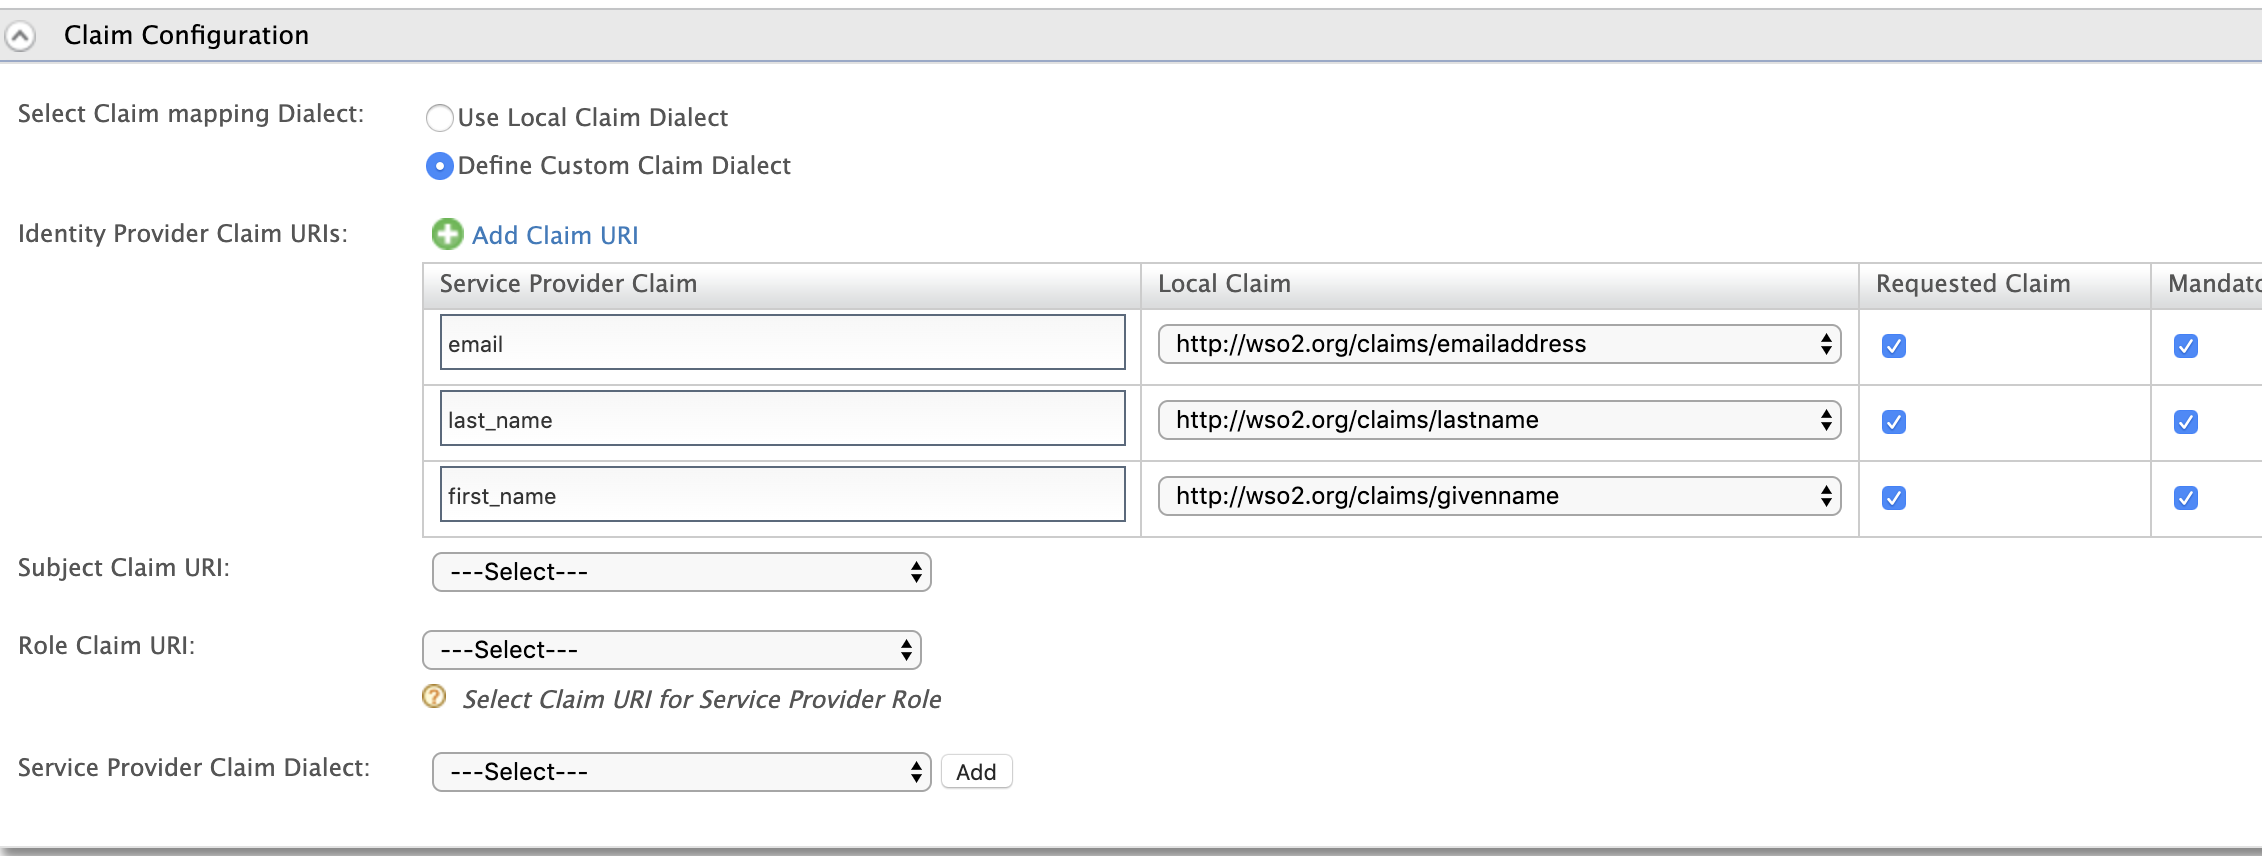 Claim Configuration
Select Claim mapping Dialect:
Use Local Claim Dialect
Define Custom Claim Dialect
Identity Provider Claim URIs:
Add Claim URI
Service Provider Claim Local Claim Requested Claim Mandato
email http://wso2.org/claims/emailaddress
last_name http://wso2.org/claims/lastname
first_name http://wso2.org/claims/givenname
Subject Claim URI: ---Select---
Role Claim URI: ---Select---
Select Claim URI for Service Provider Role
Service Provider Claim Dialect: ---Select--- Add